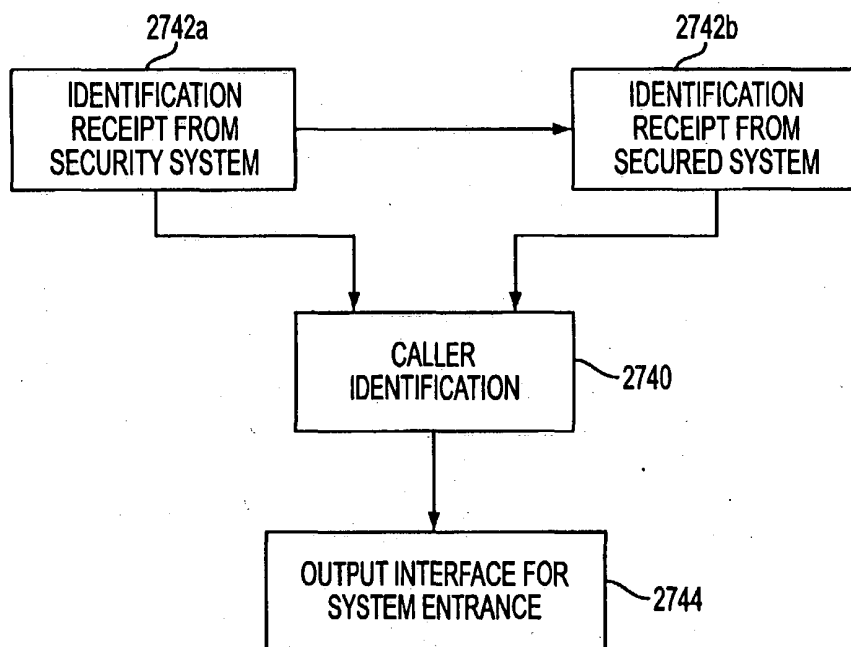 2742a
2742b
IDENTIFICATION
RECEIPT FROM
SECURITY SYSTEM
IDENTIFICATION
RECEIPT FROM
SECURED SYSTEM
CALLER
IDENTIFICATION
2740
OUTPUT INTERFACE FOR
SYSTEM ENTRANCE
2744